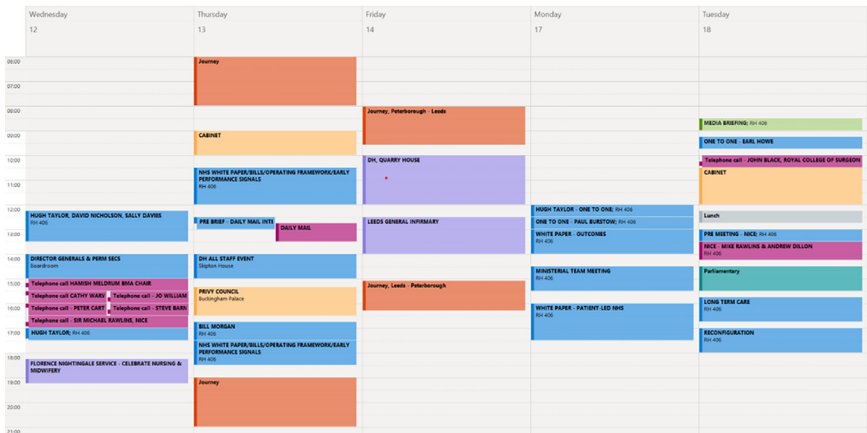 Wednesday
12
Thursday
13
Friday
14
Monday
17
Tuesday
18
06:00
07:00
08:00
09:00
10:00
11:00
12:00
13:00
14:00
15:00
16:00
17:00
18:00
19:00
20:00
21:00
HUGH TAYLOR, DAVID NICHOLSON, SALLY DAVIES
RH 406
DIRECTOR GENERALS & PERM SECS
Boardroom
Telephone call HAMISH MELDRUM BMA CHAIR
Telephone call CATHY WARW
Telephone call - JO WILLIAM
Telephone call - PETER CART
Telephone call - STEVE BARN
Telephone call - SIR MICHAEL RAWLINS, NICE
HUGH TAYLOR; RH 406
FLORENCE NIGHTINGALE SERVICE - CELEBRATE NURSING &
MIDWIFERY
Journey
CABINET
NHS WHITE PAPER/BILLS/OPERATING FRAMEWORK/EARLY
PERFORMANCE SIGNALS
RH 406
PRE BRIEF - DAILY MAIL INTE
DAILY MAIL
DH ALL STAFF EVENT
Skipton House
PRIVY COUNCIL
Buckingham Palace
BILL MORGAN
RH 406
NHS WHITE PAPER/BILLS/OPERATING FRAMEWORK/EARLY
PERFORMANCE SIGNALS
RH 406
Journey
Journey, Peterborough - Leeds
DH, QUARRY HOUSE
LEEDS GENERAL INFIRMARY
Journey, Leeds - Peterborough
HUGH TAYLOR - ONE TO ONE; RH 406
ONE TO ONE - PAUL BURSTOW; RH 406
WHITE PAPER - OUTCOMES
RH 406
MINISTERIAL TEAM MEETING
RH 406
WHITE PAPER - PATIENT-LED NHS
RH 406
MEDIA BRIEFING; RH 406
ONE TO ONE - EARL HOWE
Telephone call - JOHN BLACK, ROYAL COLLEGE OF SURGEON
CABINET
Lunch
PRE MEETING - NICE; RH 406
NICE - MIKE RAWLINS & ANDREW DILLON
RH 406
Parliamentary
LONG TERM CARE
RH 406
RECONFIGURATION
RH 406